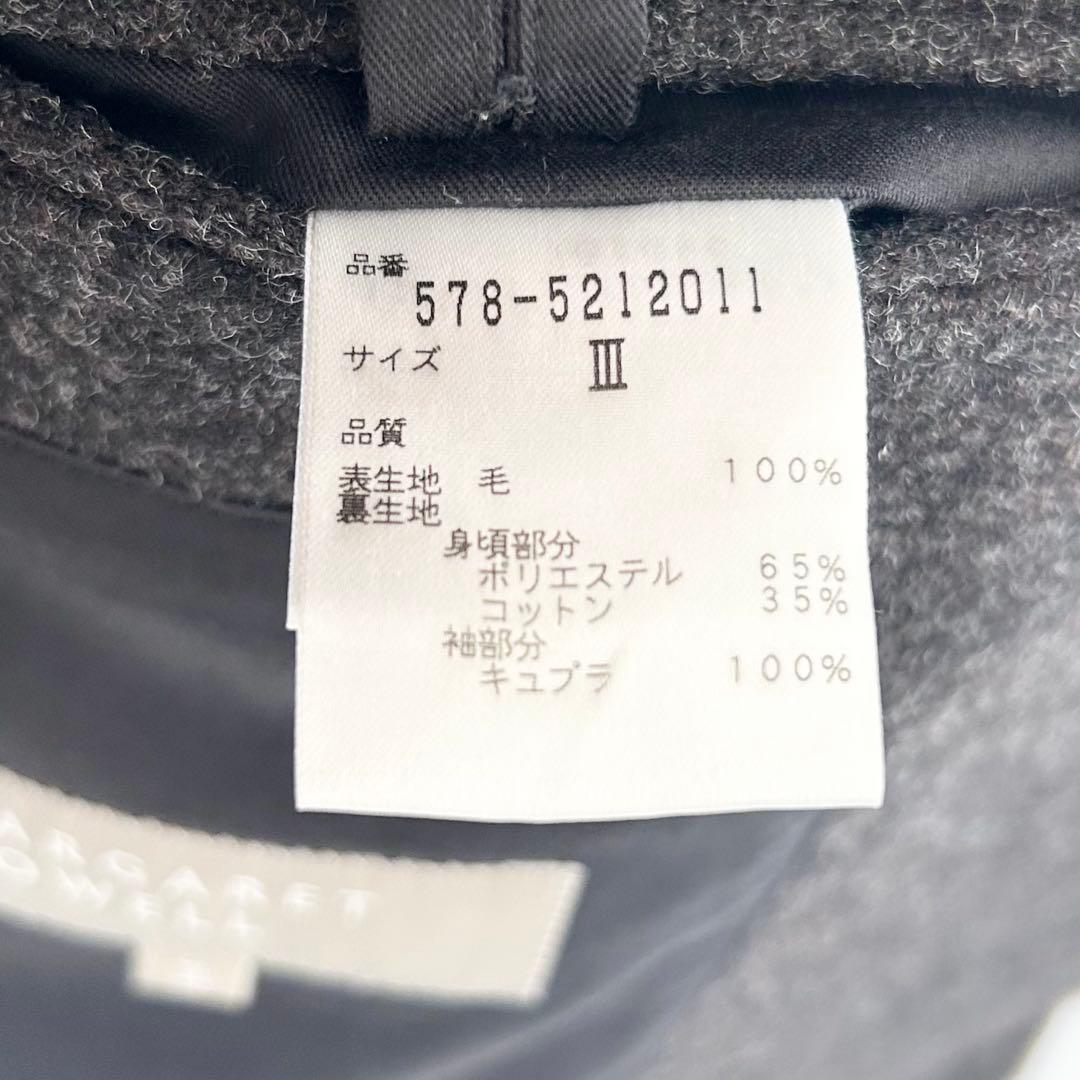 品番
578-5212011
サイズ Ⅲ
品質
表生地 毛 100%
裏生地
身頃部分
ポリエステル 65%
コットン 35%
袖部分
キュプラ 100%
ARGARET
OWELL